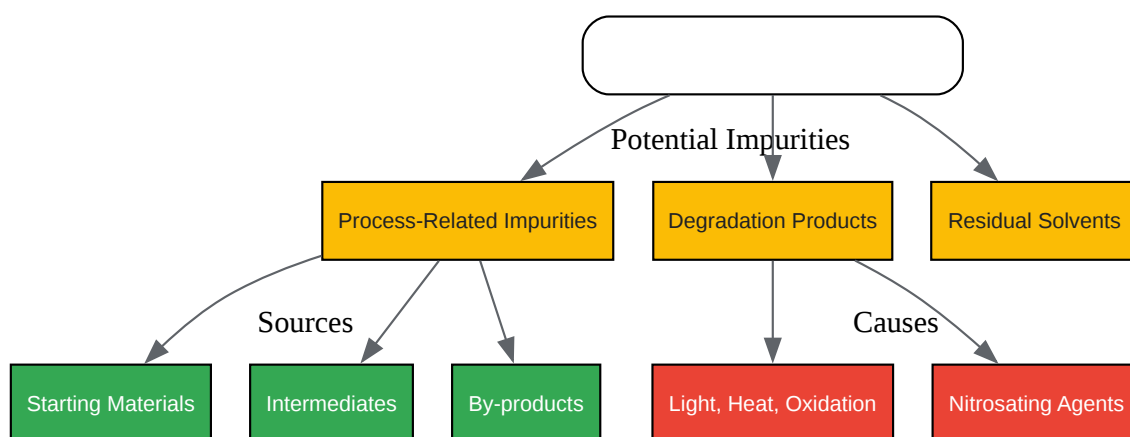 Potential Impurities
Process-Related Impurities
Degradation Products
Residual Solvents
Sources
Causes
Starting Materials
Intermediates
By-products
Light, Heat, Oxidation
Nitrosating Agents